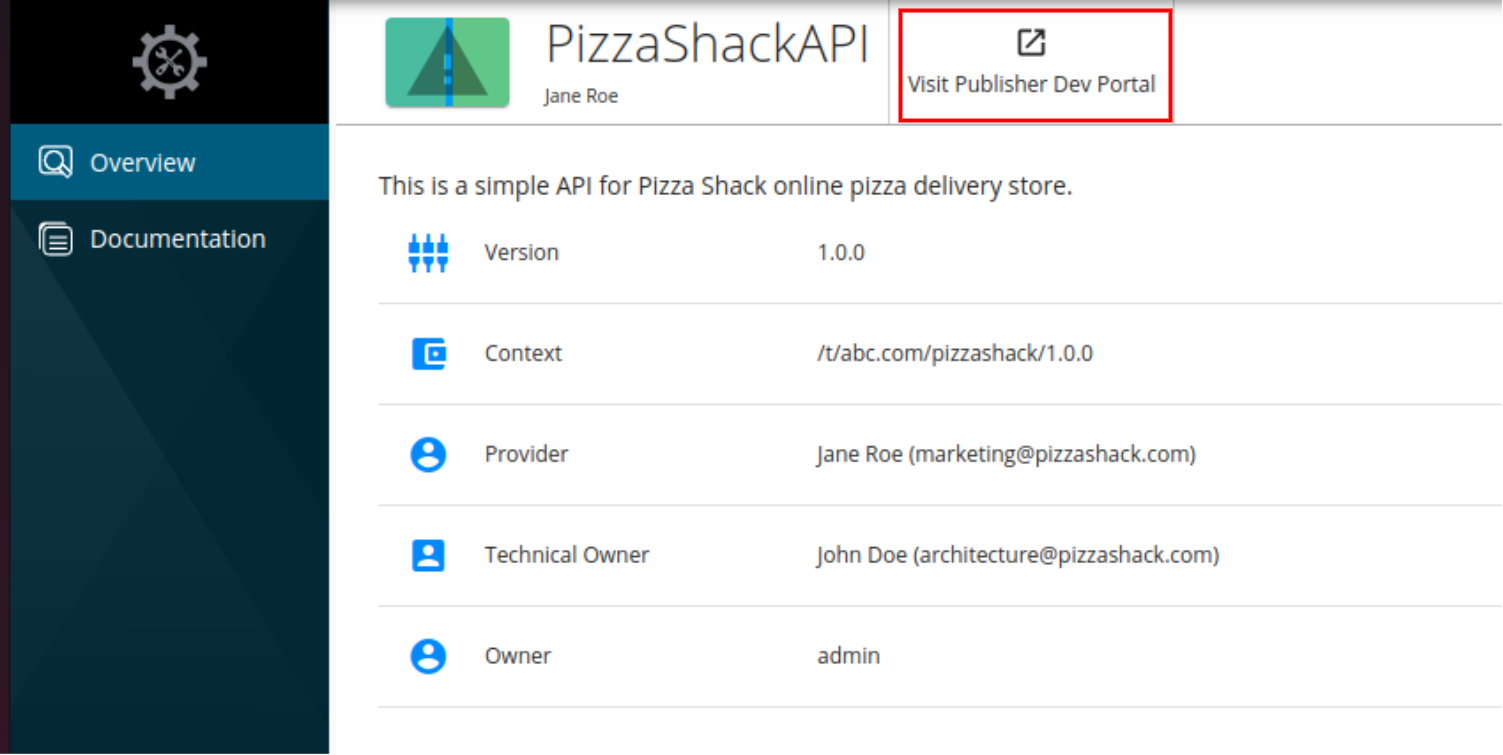 PizzaShackAPI
Jane Roe
Visit Publisher Dev Portal
Overview
Documentation
This is a simple API for Pizza Shack online pizza delivery store.
Version 1.0.0
Context /t/abc.com/pizzashack/1.0.0
Provider Jane Roe (marketing@pizzashack.com)
Technical Owner John Doe (architecture@pizzashack.com)
Owner admin